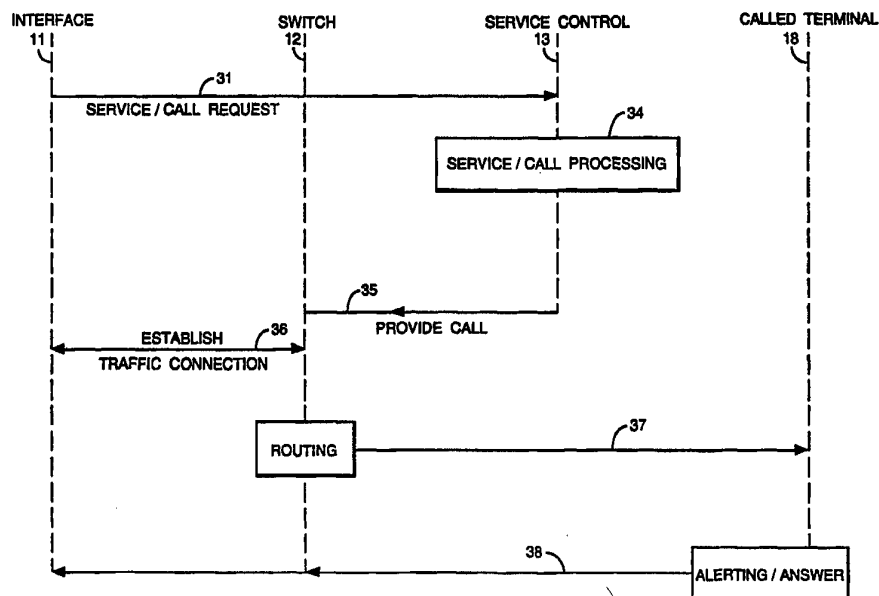 INTERFACE
11
SWITCH
12
SERVICE CONTROL
13
CALLED TERMINAL
18
31
SERVICE / CALL REQUEST
34
SERVICE / CALL PROCESSING
35
PROVIDE CALL
ESTABLISH
36
TRAFFIC CONNECTION
ROUTING
37
38
ALERTING / ANSWER